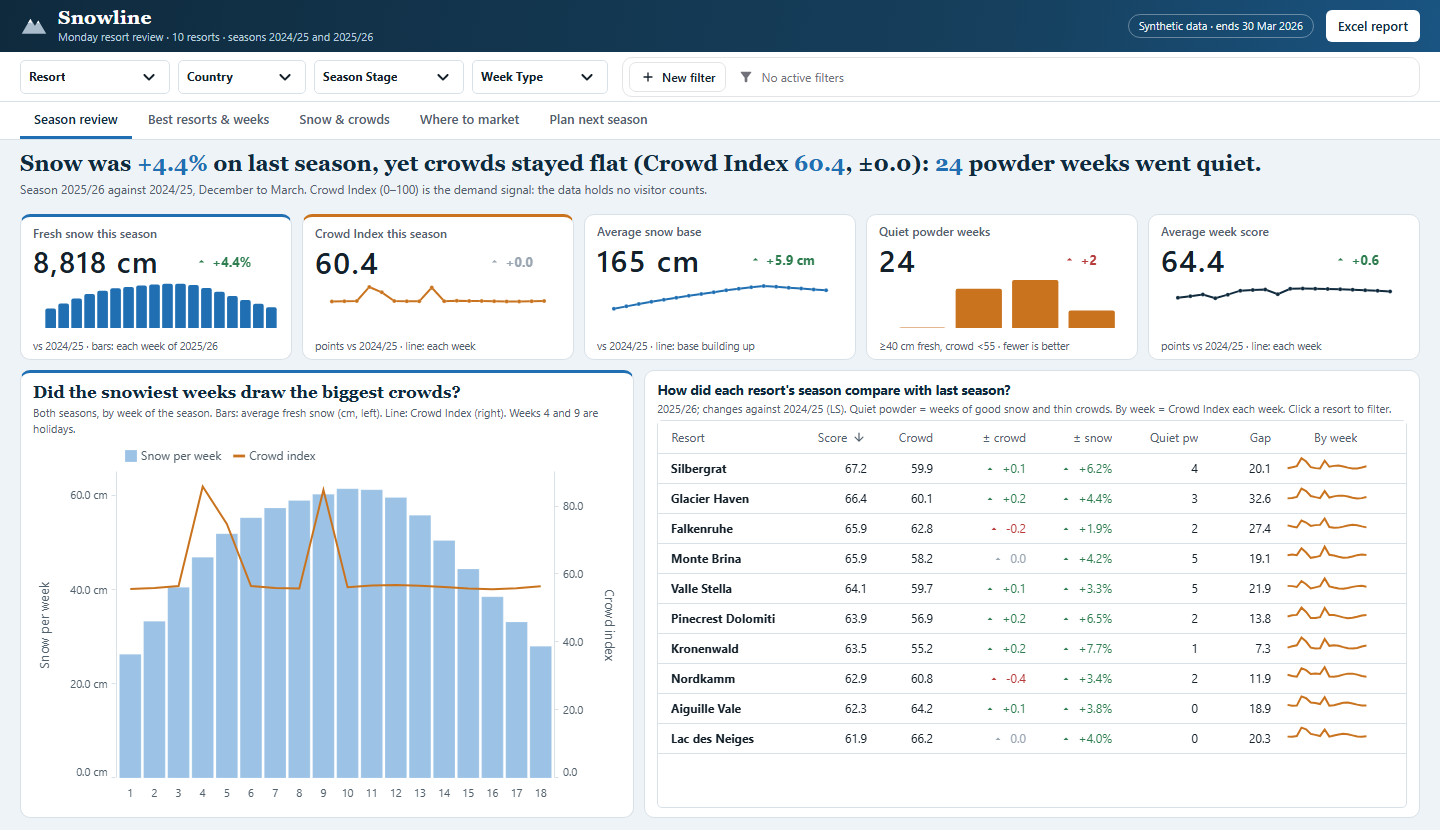 Snowline
Monday resort review · 10 resorts · seasons 2024/25 and 2025/26
Synthetic data · ends 30 Mar 2026
Excel report
Resort
Country
Season Stage
Week Type
+ New filter
No active filters
Season review
Best resorts & weeks
Snow & crowds
Where to market
Plan next season
Snow was +4.4% on last season, yet crowds stayed flat (Crowd Index 60.4, ±0.0): 24 powder weeks went quiet.
Season 2025/26 against 2024/25, December to March. Crowd Index (0–100) is the demand signal: the data holds no visitor counts.
Fresh snow this season
8,818 cm
+4.4%
vs 2024/25 · bars: each week of 2025/26
Crowd Index this season
60.4
+0.0
points vs 2024/25 · line: each week
Average snow base
165 cm
+5.9 cm
vs 2024/25 · line: base building up
Quiet powder weeks
24
+2
≥40 cm fresh, crowd <55 · fewer is better
Average week score
64.4
+0.6
points vs 2024/25 · line: each week
Did the snowiest weeks draw the biggest crowds?
Both seasons, by week of the season. Bars: average fresh snow (cm, left). Line: Crowd Index (right). Weeks 4 and 9 are
holidays.
Snow per week
Crowd index
60.0 cm
40.0 cm
20.0 cm
0.0 cm
Snow per week
80.0
60.0
40.0
20.0
0.0
Crowd index
1 2 3 4 5 6 7 8 9 10 11 12 13 14 15 16 17 18
How did each resort's season compare with last season?
2025/26; changes against 2024/25 (LS). Quiet powder = weeks of good snow and thin crowds. By week = Crowd Index each week. Click a resort to filter.
Resort Score ↓ Crowd ± crowd ± snow Quiet pw Gap By week
Silbergrat 67.2 59.9 +0.1 +6.2% 4 20.1
Glacier Haven 66.4 60.1 +0.2 +4.4% 3 32.6
Falkenruhe 65.9 62.8 -0.2 +1.9% 2 27.4
Monte Brina 65.9 58.2 0.0 +4.2% 5 19.1
Valle Stella 64.1 59.7 +0.1 +3.3% 5 21.9
Pinecrest Dolomiti 63.9 56.9 +0.2 +6.5% 2 13.8
Kronenwald 63.5 55.2 +0.2 +7.7% 1 7.3
Nordkamm 62.9 60.8 -0.4 +3.4% 2 11.9
Aiguille Vale 62.3 64.2 +0.1 +3.8% 0 18.9
Lac des Neiges 61.9 66.2 0.0 +4.0% 0 20.3